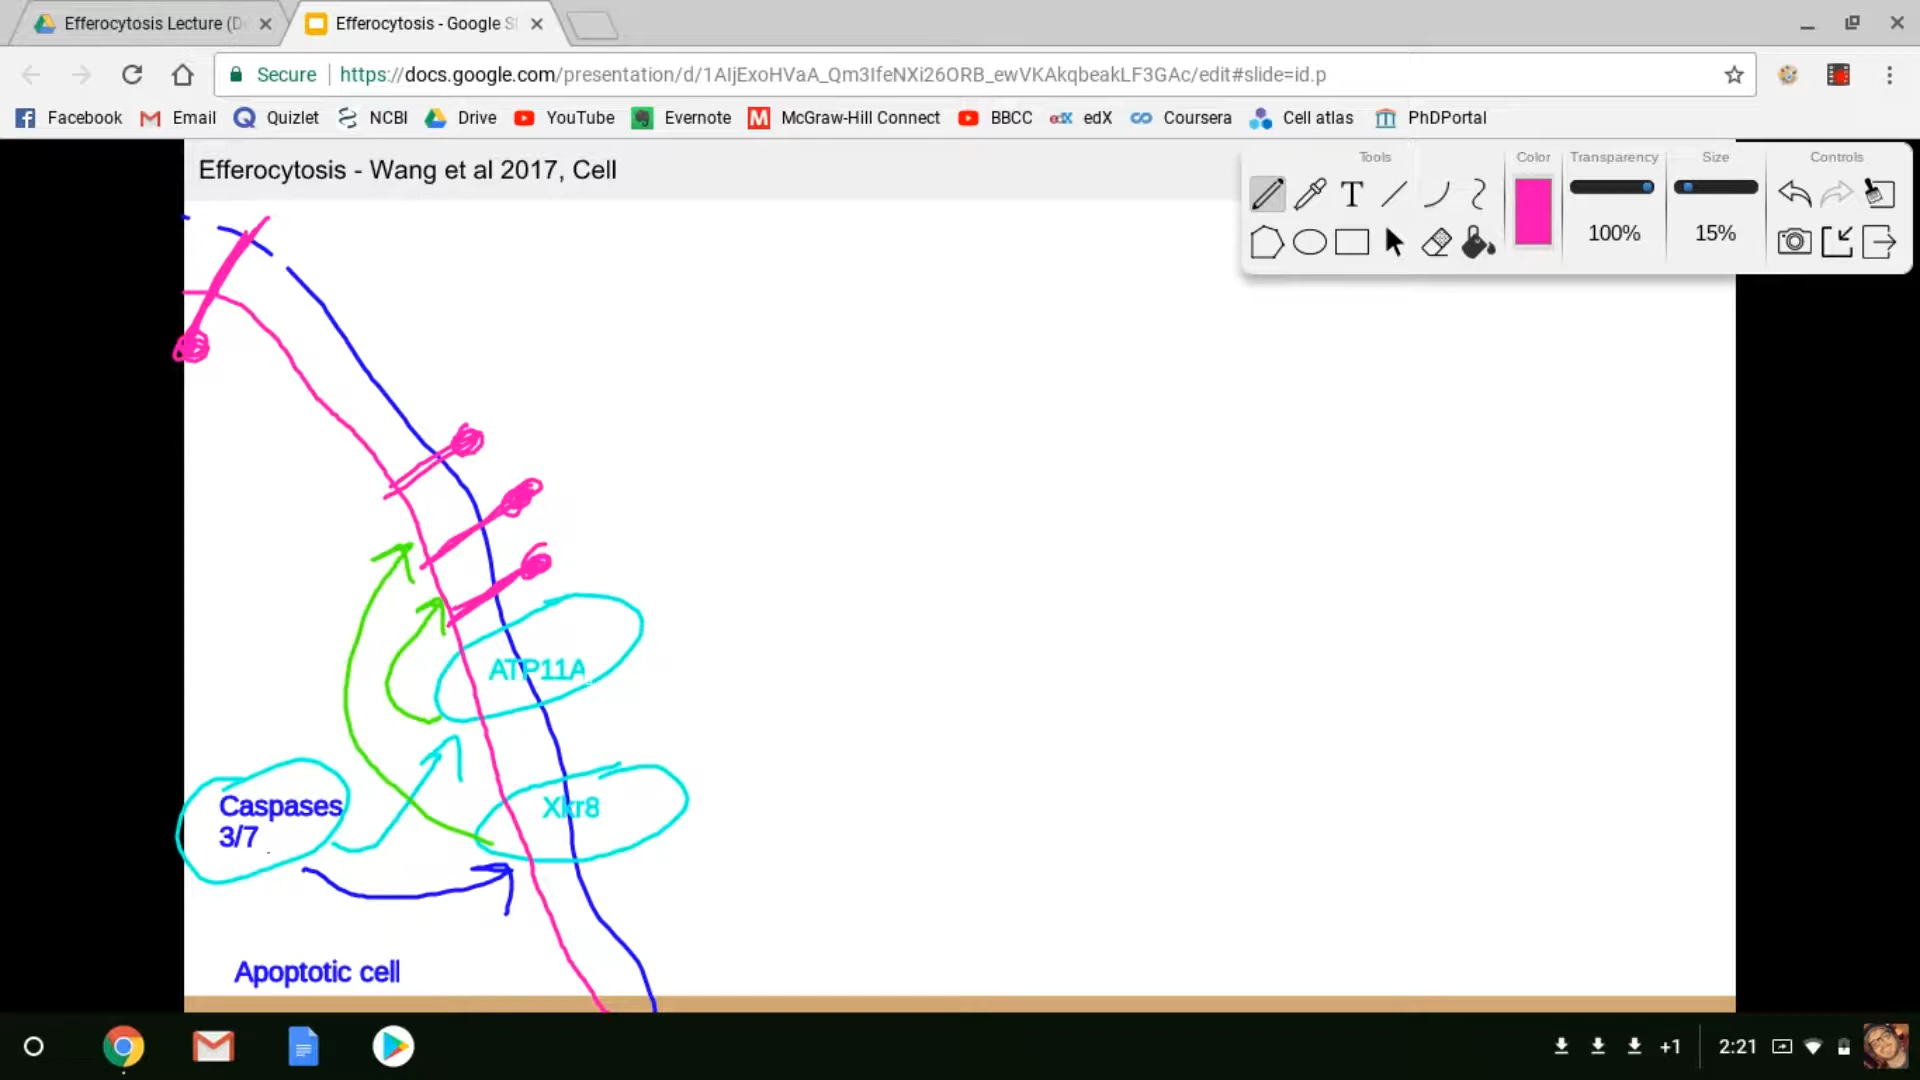 Efferocytosis Lecture (D
Efferocytosis - Google S
Secure
https://docs.google.com/presentation/d/1AIjExoHVaA_Qm3IfeNXi26ORB_ewVKAkqbeakLF3GAc/edit#slide=id.p
Facebook Email Quizlet NCBI Drive YouTube Evernote McGraw-Hill Connect BBCC edX Coursera Cell atlas PhDPortal
Efferocytosis - Wang et al 2017, Cell
Tools Color Transparency Size Controls
T
100% 15%
ATP11A
Xkr8
Caspases
3/7
Apoptotic cell
+1 2:21